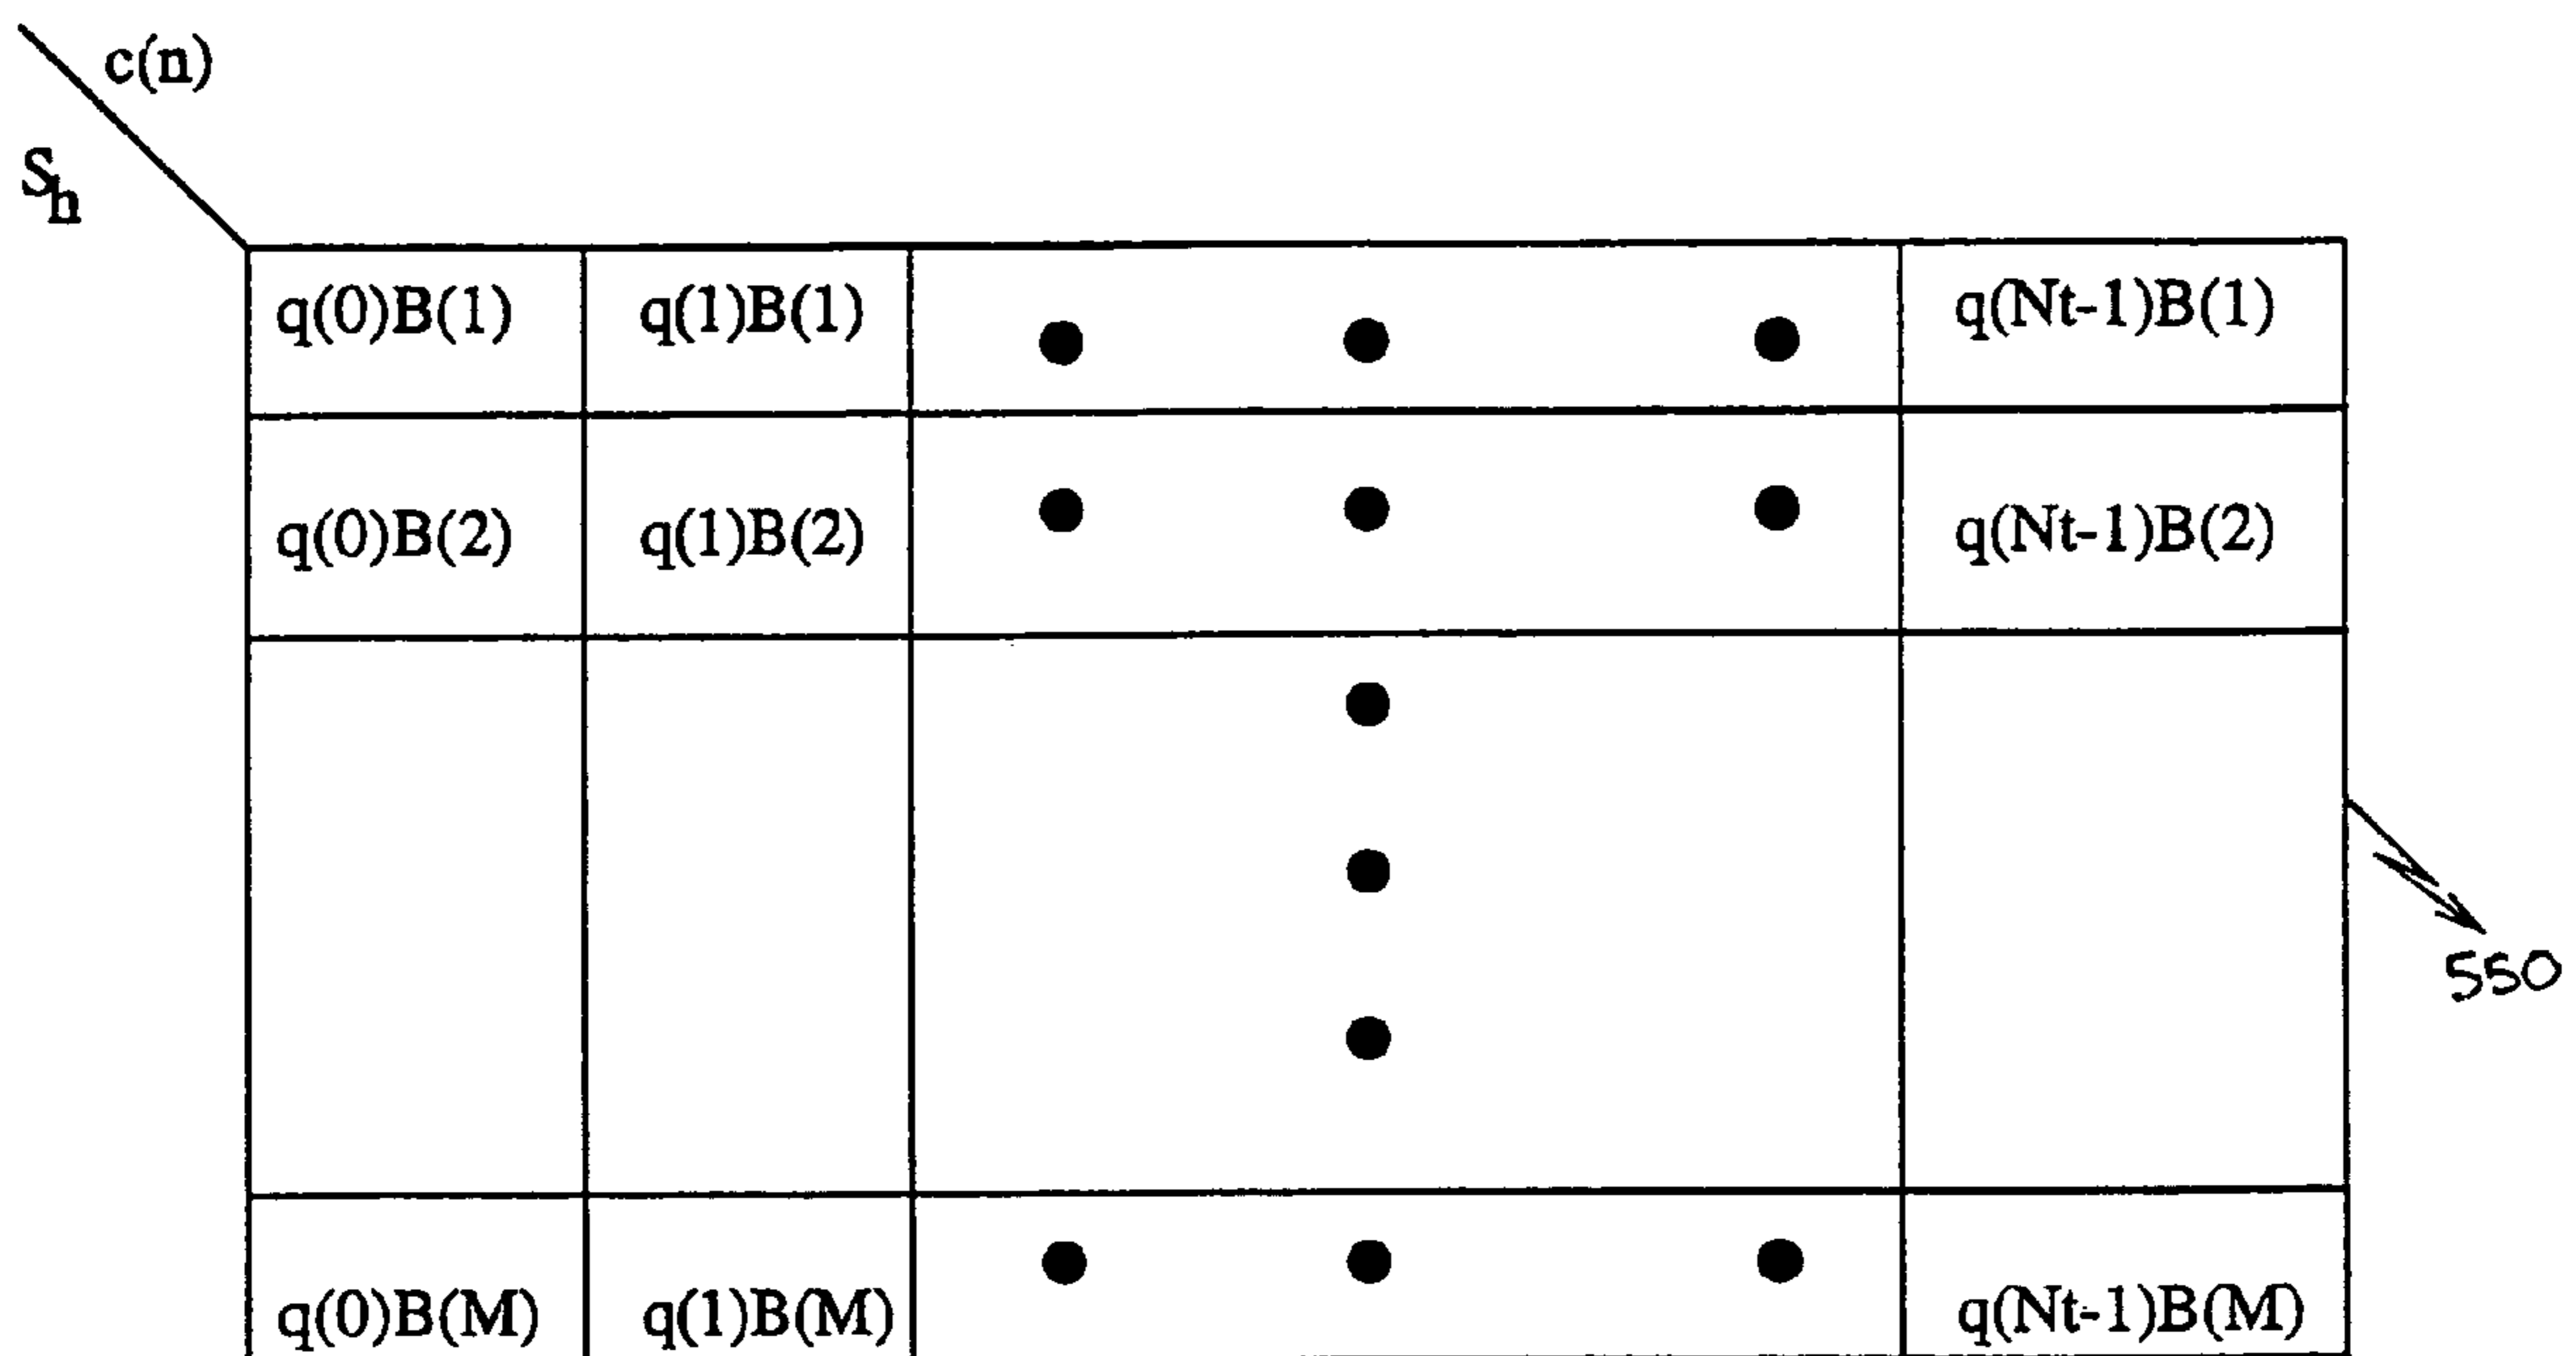 c(n)
Sh
q(0)B(1) q(1)B(1) q(Nt-1)B(1)
q(0)B(2) q(1)B(2) q(Nt-1)B(2)
550
q(0)B(M) q(1)B(M) q(Nt-1)B(M)